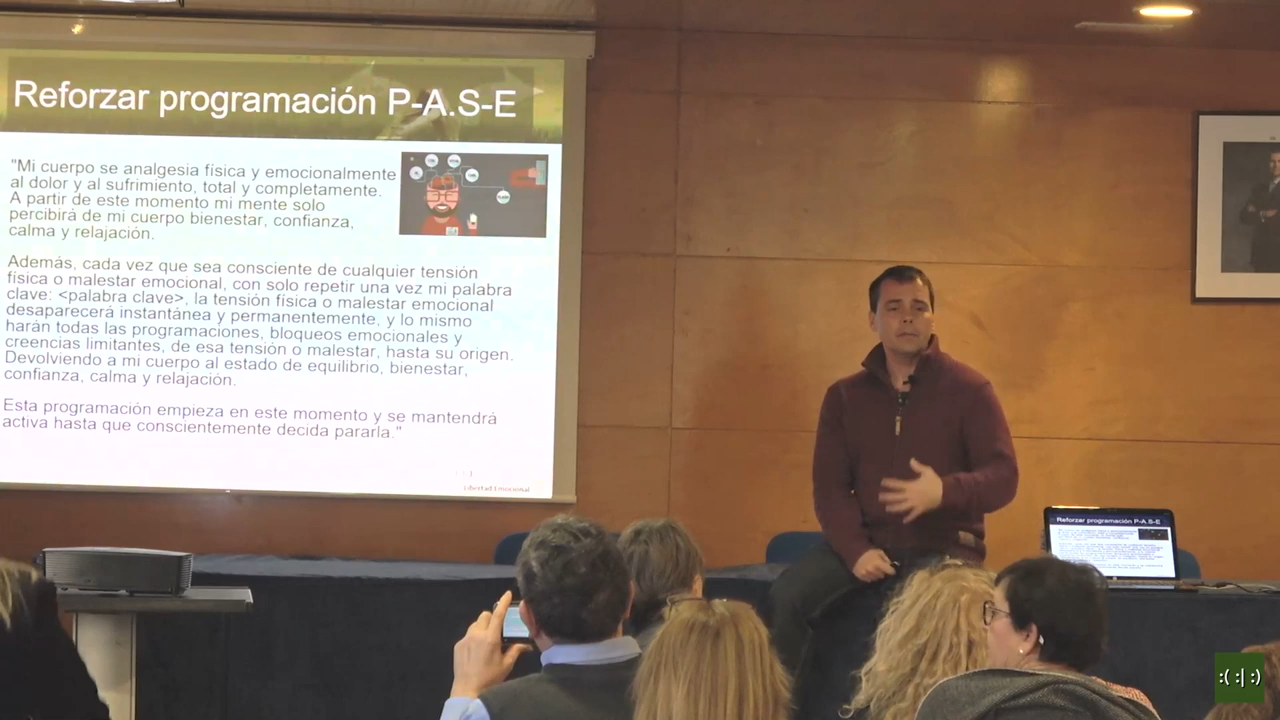 Reforzar programación P-A.S-E
"Mi cuerpo se analgesia física y emocionalmente
al dolor y al sufrimiento, total y completamente.
A partir de este momento mi mente solo
percibirá de mi cuerpo bienestar, confianza,
calma y relajación.
Además, cada vez que sea consciente de cualquier tensión
física o malestar emocional, con solo repetir una vez mi palabra
clave: <palabra clave>, la tensión física o malestar emocional
desaparecerá instantánea y permanentemente, y lo mismo
harán todas las programaciones, bloqueos emocionales y
creencias limitantes, de esa tensión o malestar, hasta su origen.
Devolviendo a mi cuerpo al estado de equilibrio, bienestar,
confianza, calma y relajación.
Esta programación empieza en este momento y se mantendrá
activa hasta que conscientemente decida pararla."
Libertad Emocional
Reforzar programación P-A.S-E
:( :| :)